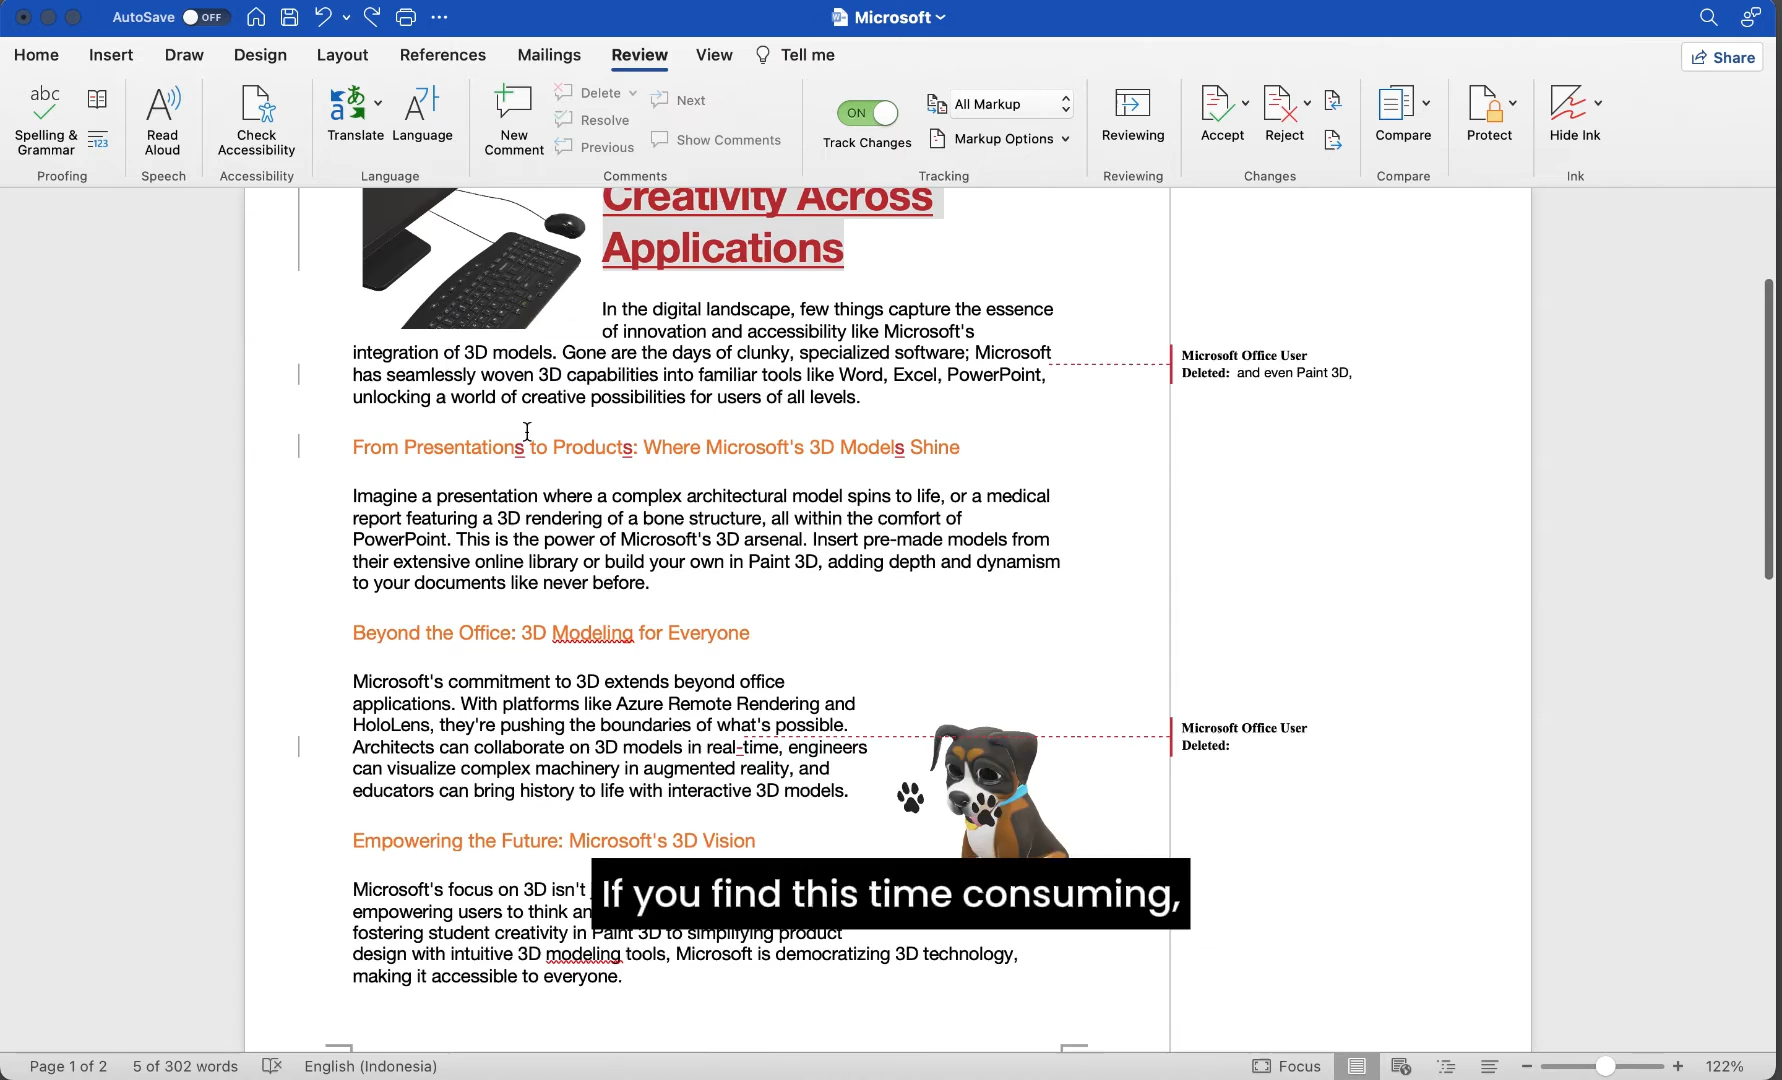 AutoSave OFF
Microsoft
Home Insert Draw Design Layout References Mailings Review View Tell me
Share
abc
Spelling & Grammar
123
Read Aloud
Check Accessibility
Translate
Language
New Comment
Delete
Resolve
Previous
Next
Show Comments
ON
Track Changes
All Markup
Markup Options
Reviewing
Accept
Reject
Compare
Protect
Hide Ink
Proofing Speech Accessibility Language Comments Tracking Reviewing Changes Compare Ink
Creativity Across
Applications
In the digital landscape, few things capture the essence
of innovation and accessibility like Microsoft's
integration of 3D models. Gone are the days of clunky, specialized software; Microsoft
has seamlessly woven 3D capabilities into familiar tools like Word, Excel, PowerPoint,
unlocking a world of creative possibilities for users of all levels.
Microsoft Office User
Deleted: and even Paint 3D,
From Presentations to Products: Where Microsoft's 3D Models Shine
Imagine a presentation where a complex architectural model spins to life, or a medical
report featuring a 3D rendering of a bone structure, all within the comfort of
PowerPoint. This is the power of Microsoft's 3D arsenal. Insert pre-made models from
their extensive online library or build your own in Paint 3D, adding depth and dynamism
to your documents like never before.
Beyond the Office: 3D Modeling for Everyone
Microsoft's commitment to 3D extends beyond office
applications. With platforms like Azure Remote Rendering and
HoloLens, they're pushing the boundaries of what's possible.
Architects can collaborate on 3D models in real-time, engineers
can visualize complex machinery in augmented reality, and
educators can bring history to life with interactive 3D models.
Microsoft Office User
Deleted:
Empowering the Future: Microsoft's 3D Vision
Microsoft's focus on 3D isn't
empowering users to think an
fostering student creativity in Paint 3D to simplifying product
design with intuitive 3D modeling tools, Microsoft is democratizing 3D technology,
making it accessible to everyone.
If you find this time consuming,
Page 1 of 2 5 of 302 words English (Indonesia) Focus 122%